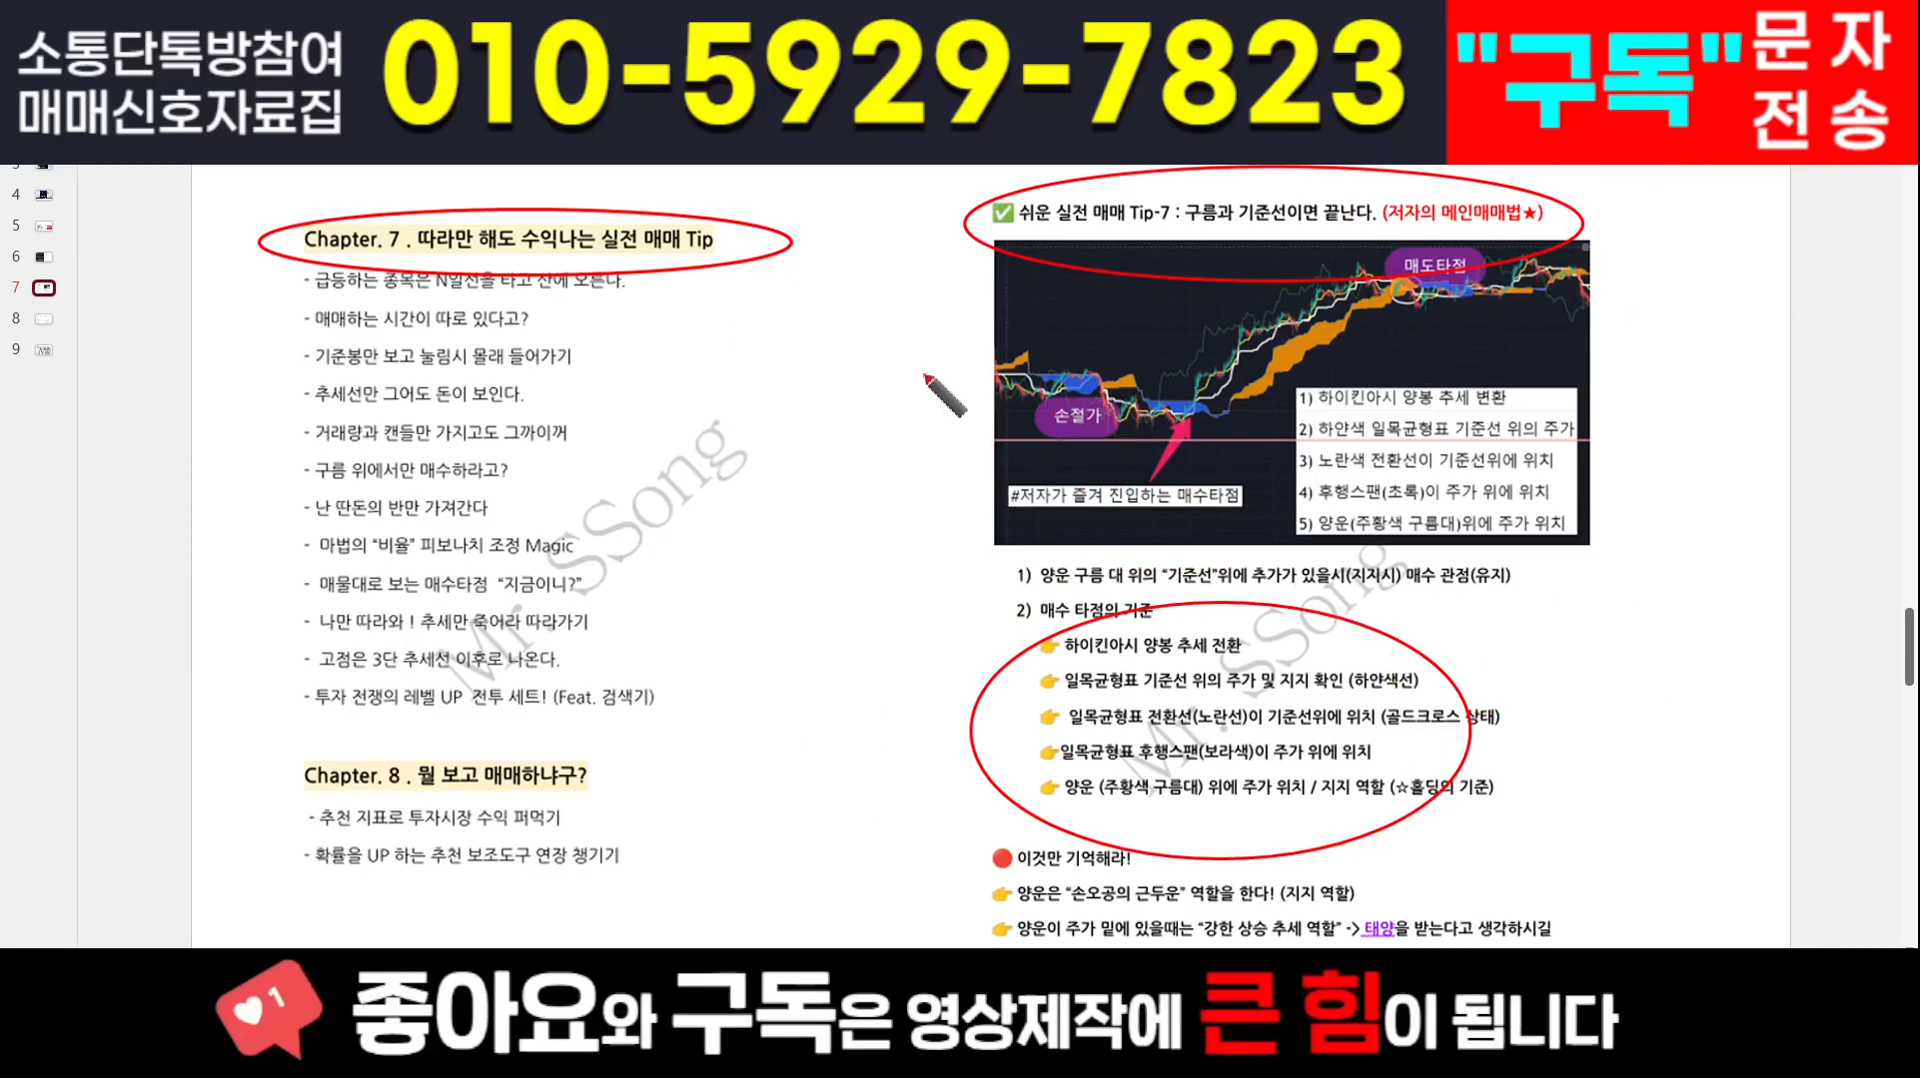 소통단톡방참여
매매신호자료집
010-5929-7823
"구독"
문자
전송
4
5
6
7
8
9
Chapter. 7 . 따라만 해도 수익나는 실전 매매 Tip
- 급등하는 종목은 N일선을 타고 산에 오른다.
- 매매하는 시간이 따로 있다고?
- 기준봉만 보고 눌림시 몰래 들어가기
- 추세선만 그어도 돈이 보인다.
- 거래량과 캔들만 가지고도 그까이꺼
- 구름 위에서만 매수하라고?
- 난 딴돈의 반만 가져간다
- 마법의 “비율” 피보나치 조정 Magic
- 매물대로 보는 매수타점 “지금이니?”
- 나만 따라와 ! 추세만 죽어라 따라가기
- 고점은 3단 추세선 이후로 나온다.
- 투자 전쟁의 레벨 UP 전투 세트! (Feat. 검색기)
Chapter. 8 . 뭘 보고 매매하냐구?
- 추천 지표로 투자시장 수익 퍼먹기
- 확률을 UP 하는 추천 보조도구 연장 챙기기
Mr. SSong
✅ 쉬운 실전 매매 Tip-7 : 구름과 기준선이면 끝난다. (저자의 메인매매법★)
매도타점
손절가
#저자가 즐겨 진입하는 매수타점
1) 하이킨아시 양봉 추세 변환
2) 하얀색 일목균형표 기준선 위의 주가
3) 노란색 전환선이 기준선위에 위치
4) 후행스팬(초록)이 주가 위에 위치
5) 양운(주황색 구름대)위에 주가 위치
1) 양운 구름 대 위의 “기준선”위에 추가가 있을시(지지시) 매수 관점(유지)
2) 매수 타점의 기준
👉 하이킨아시 양봉 추세 전환
👉 일목균형표 기준선 위의 주가 및 지지 확인 (하얀색선)
👉 일목균형표 전환선(노란선)이 기준선위에 위치 (골드크로스 상태)
👉일목균형표 후행스팬(보라색)이 주가 위에 위치
👉 양운 (주황색 구름대) 위에 주가 위치 / 지지 역할 (☆홀딩의 기준)
Mr. SSong
🔴 이것만 기억해라!
👉 양운은 “손오공의 근두운” 역할을 한다! (지지 역할)
👉 양운이 주가 밑에 있을때는 “강한 상승 추세 역할” -> 태양을 받는다고 생각하시길
1
좋아요와 구독은 영상제작에 큰 힘이 됩니다